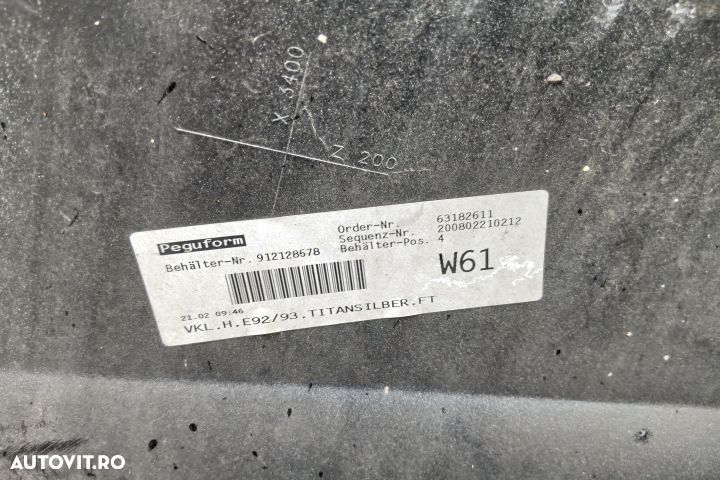 X 3400
Z 200
Peguform
Order-Nr. 63182611
Sequenz-Nr. 200802210212
Behälter-Nr. 912128678
Behälter-Pos. 4
W61
21.02 09:46
VKL.H.E92/93.TITANSILBER.FT
AUTOVIT.RO